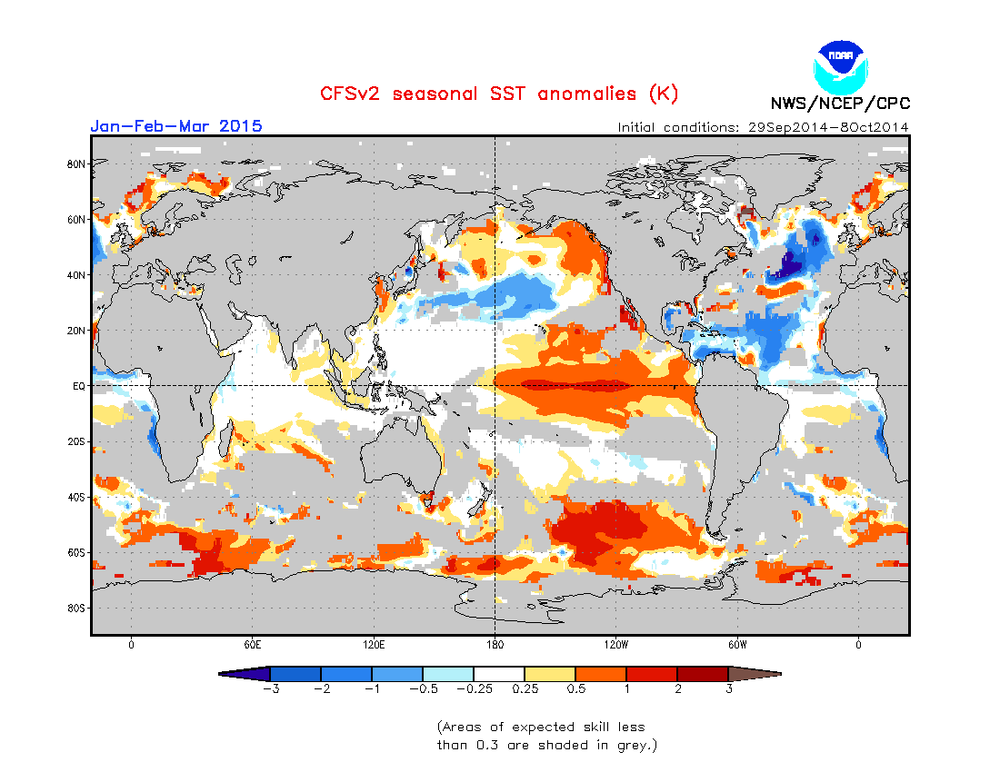 NOAA
CFSv2 seasonal SST anomalies (K)
NWS/NCEP/CPC
Jan-Feb-Mar 2015
Initial conditions: 29Sep2014-8Oct2014
80N
60N
40N
20N
EQ
20S
40S
60S
80S
0 60E 120E 180 120W 60W 0
-3 -2 -1 -0.5 -0.25 0.25 0.5 1 2 3
(Areas of expected skill less
than 0.3 are shaded in grey.)